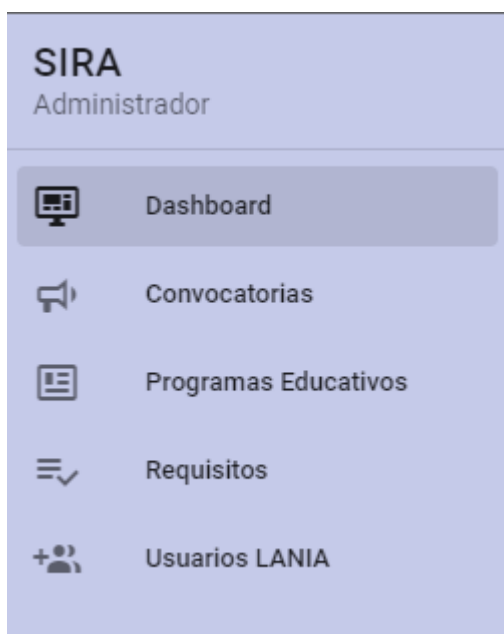 SIRA
Administrador
Dashboard
Convocatorias
Programas Educativos
Requisitos
Usuarios LANIA